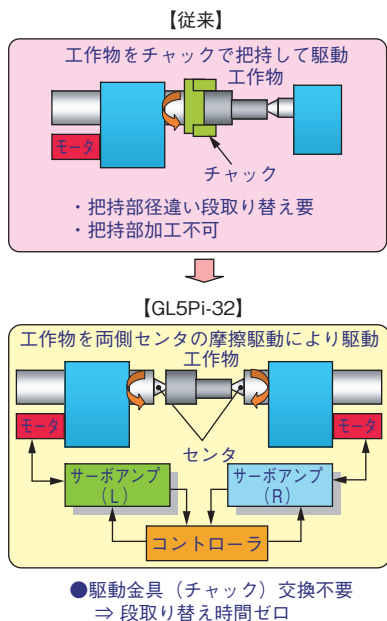 【従来】
工作物をチャックで把持して駆動
工作物
モータ
チャック
・把持部径違い段取り替え要
・把持部加工不可
【GL5Pi-32】
工作物を両側センタの摩擦駆動により駆動
工作物
モータ
モータ
センタ
サーボアンプ
（L）
サーボアンプ
（R）
コントローラ
●駆動金具（チャック）交換不要
⇒ 段取り替え時間ゼロ